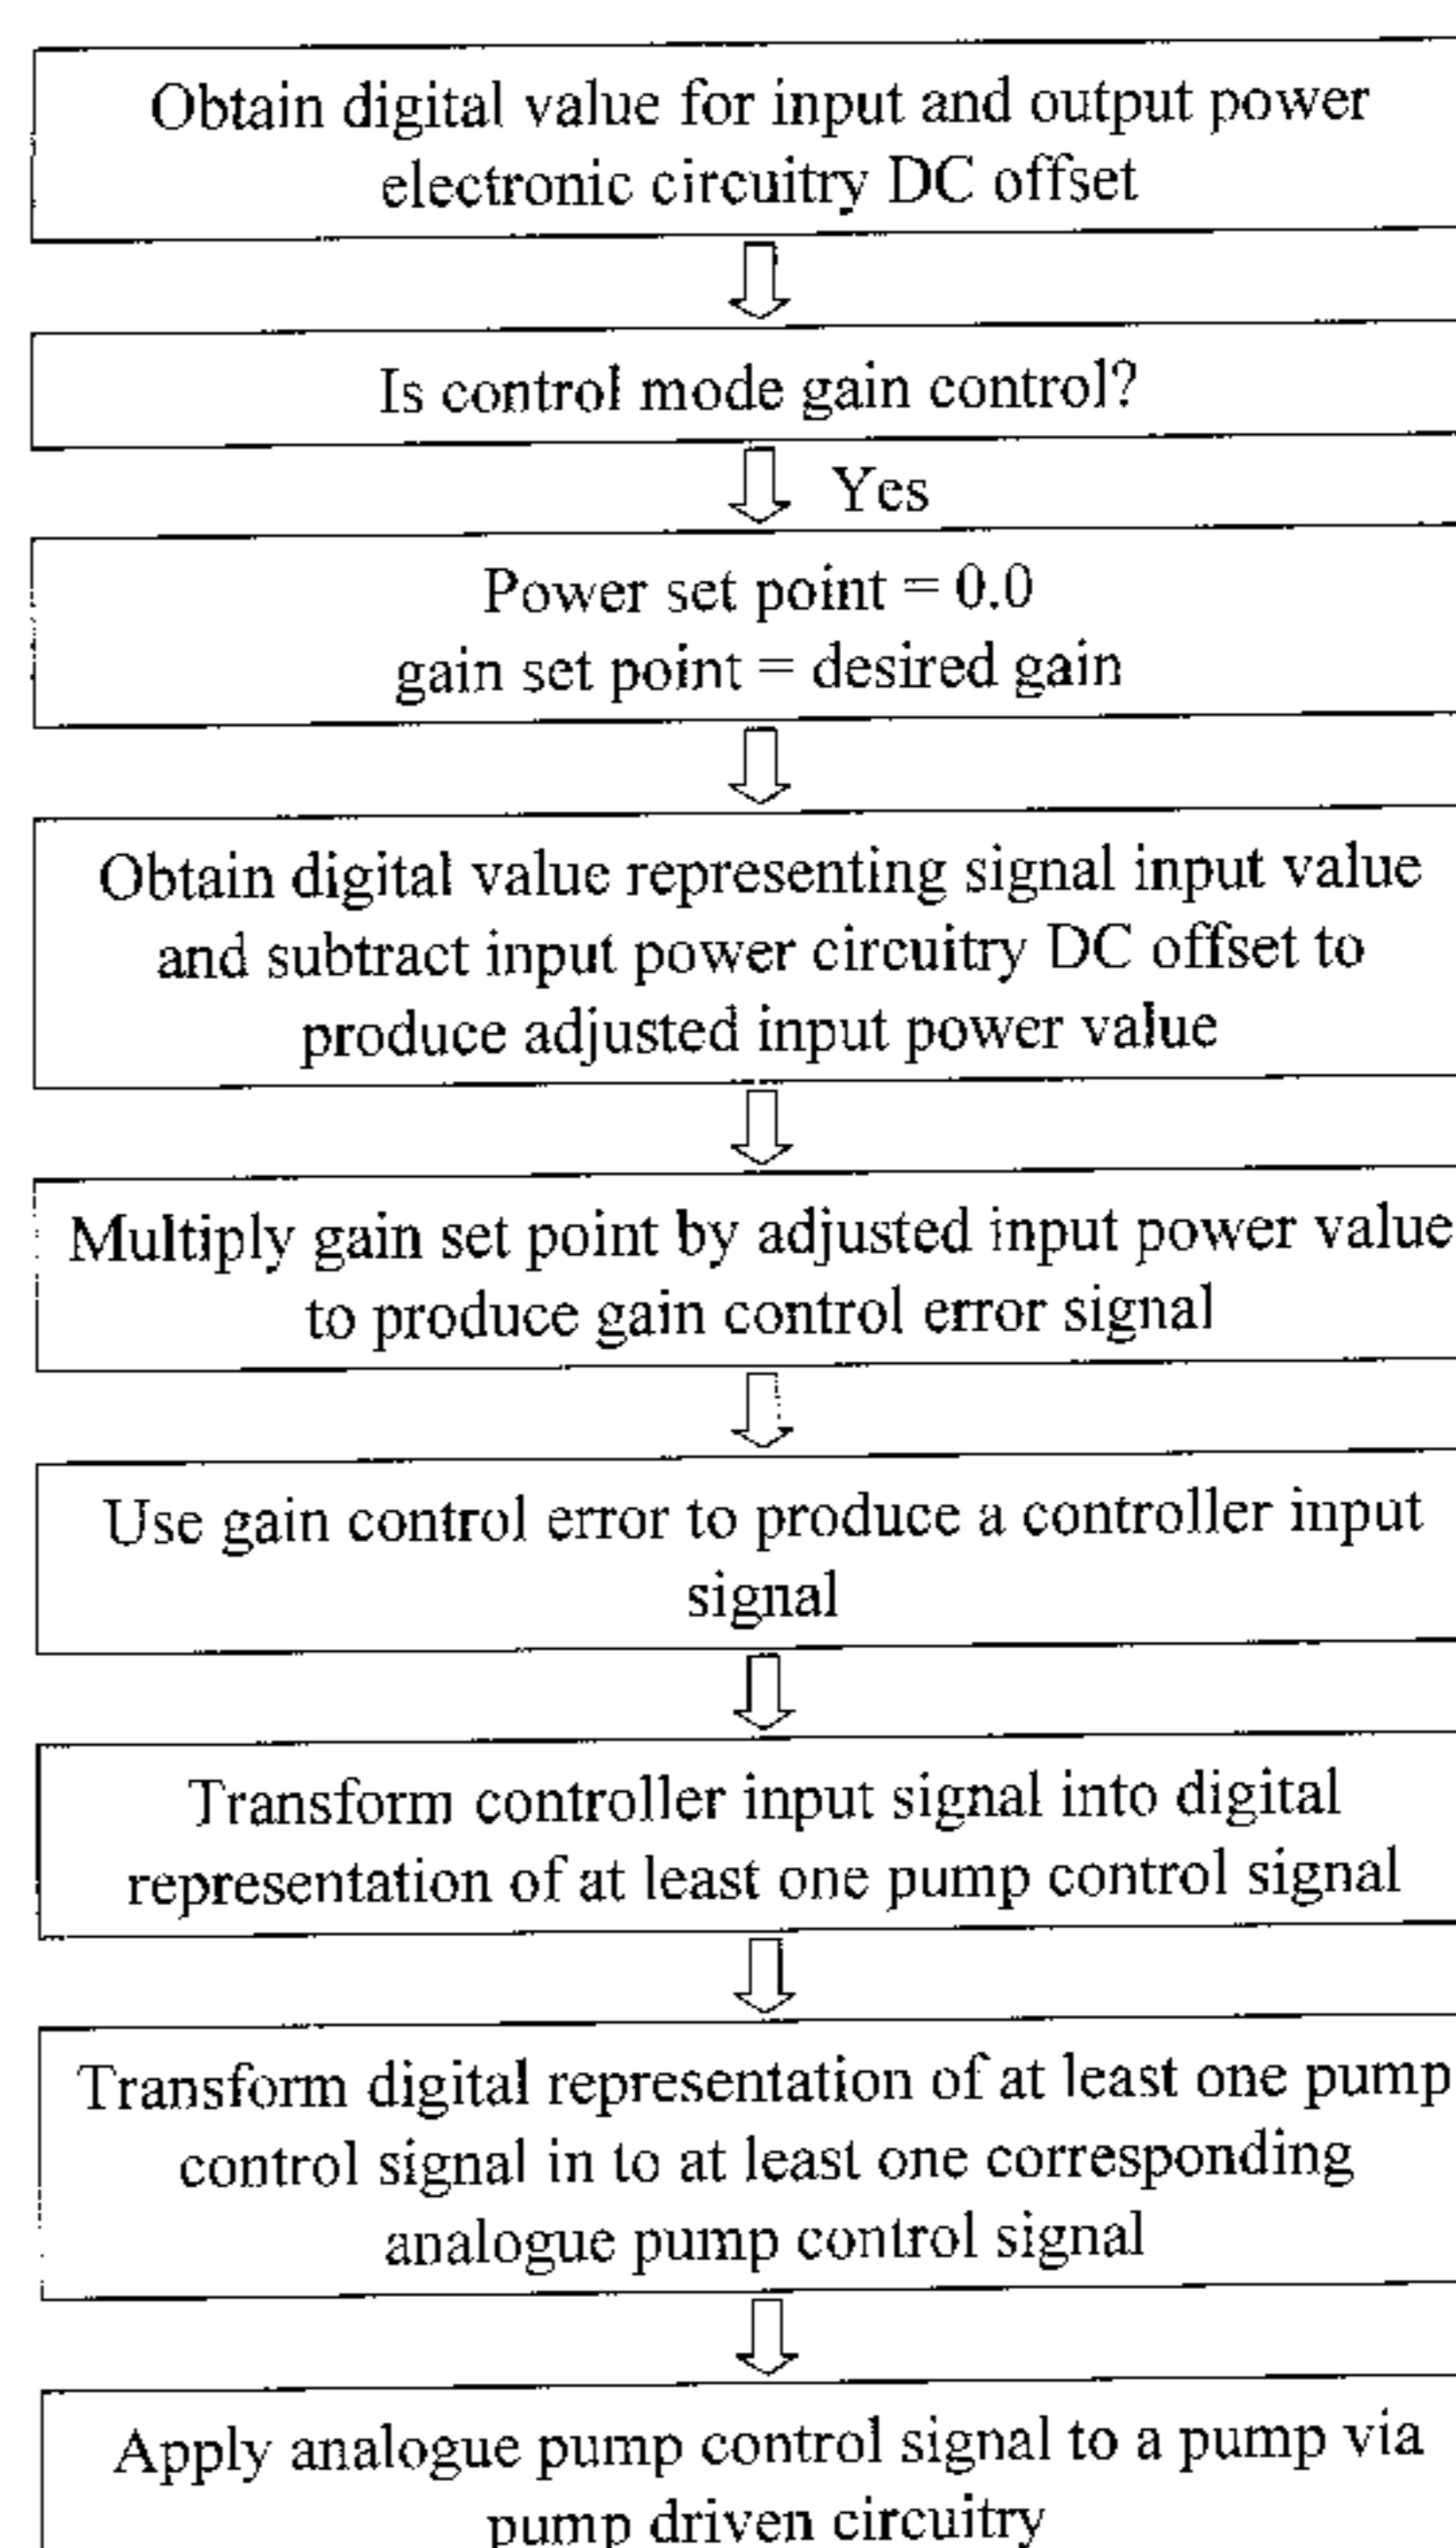 Obtain digital value for input and output power
electronic circuitry DC offset
Is control mode gain control?
Yes
Power set point = 0.0
gain set point = desired gain
Obtain digital value representing signal input value
and subtract input power circuitry DC offset to
produce adjusted input power value
Multiply gain set point by adjusted input power value
to produce gain control error signal
Use gain control error to produce a controller input
signal
Transform controller input signal into digital
representation of at least one pump control signal
Transform digital representation of at least one pump
control signal in to at least one corresponding
analogue pump control signal
Apply analogue pump control signal to a pump via
pump driven circuitry